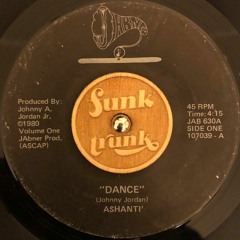 Produced By:
Johnny A.
Jordan Jr.
©1980
Volume One
JAbner Prod.
(ASCAP)
funk
trunk
45 RPM
Time: 4:15
JAB 630A
SIDE ONE
107039 - A
"DANCE"
(Johnny Jordan)
ASHANTI'